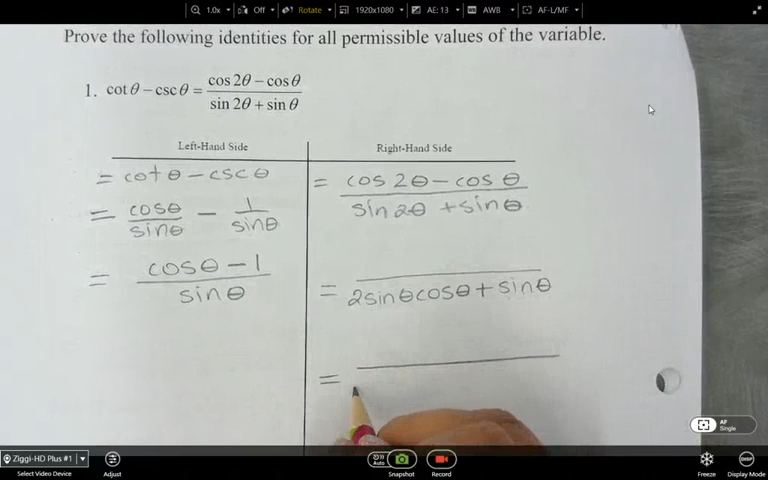 1.0x Off Rotate 1920x1080 AE: 13 AWB AF-L/MF
Prove the following identities for all permissible values of the variable.
1. cot θ – csc θ = (cos 2θ – cos θ) / (sin 2θ + sin θ)
Left-Hand Side Right-Hand Side
= cot θ – csc θ
= cos θ / sin θ – 1 / sin θ
= (cos θ – 1) / sin θ
= (cos 2θ – cos θ) / (sin 2θ + sin θ)
= / 2 sin θ cos θ + sin θ
=
AF
Single
Ziggi-HD Plus #1
Select Video Device
Adjust
Auto
Snapshot
Record
Freeze
DISP
Display Mode